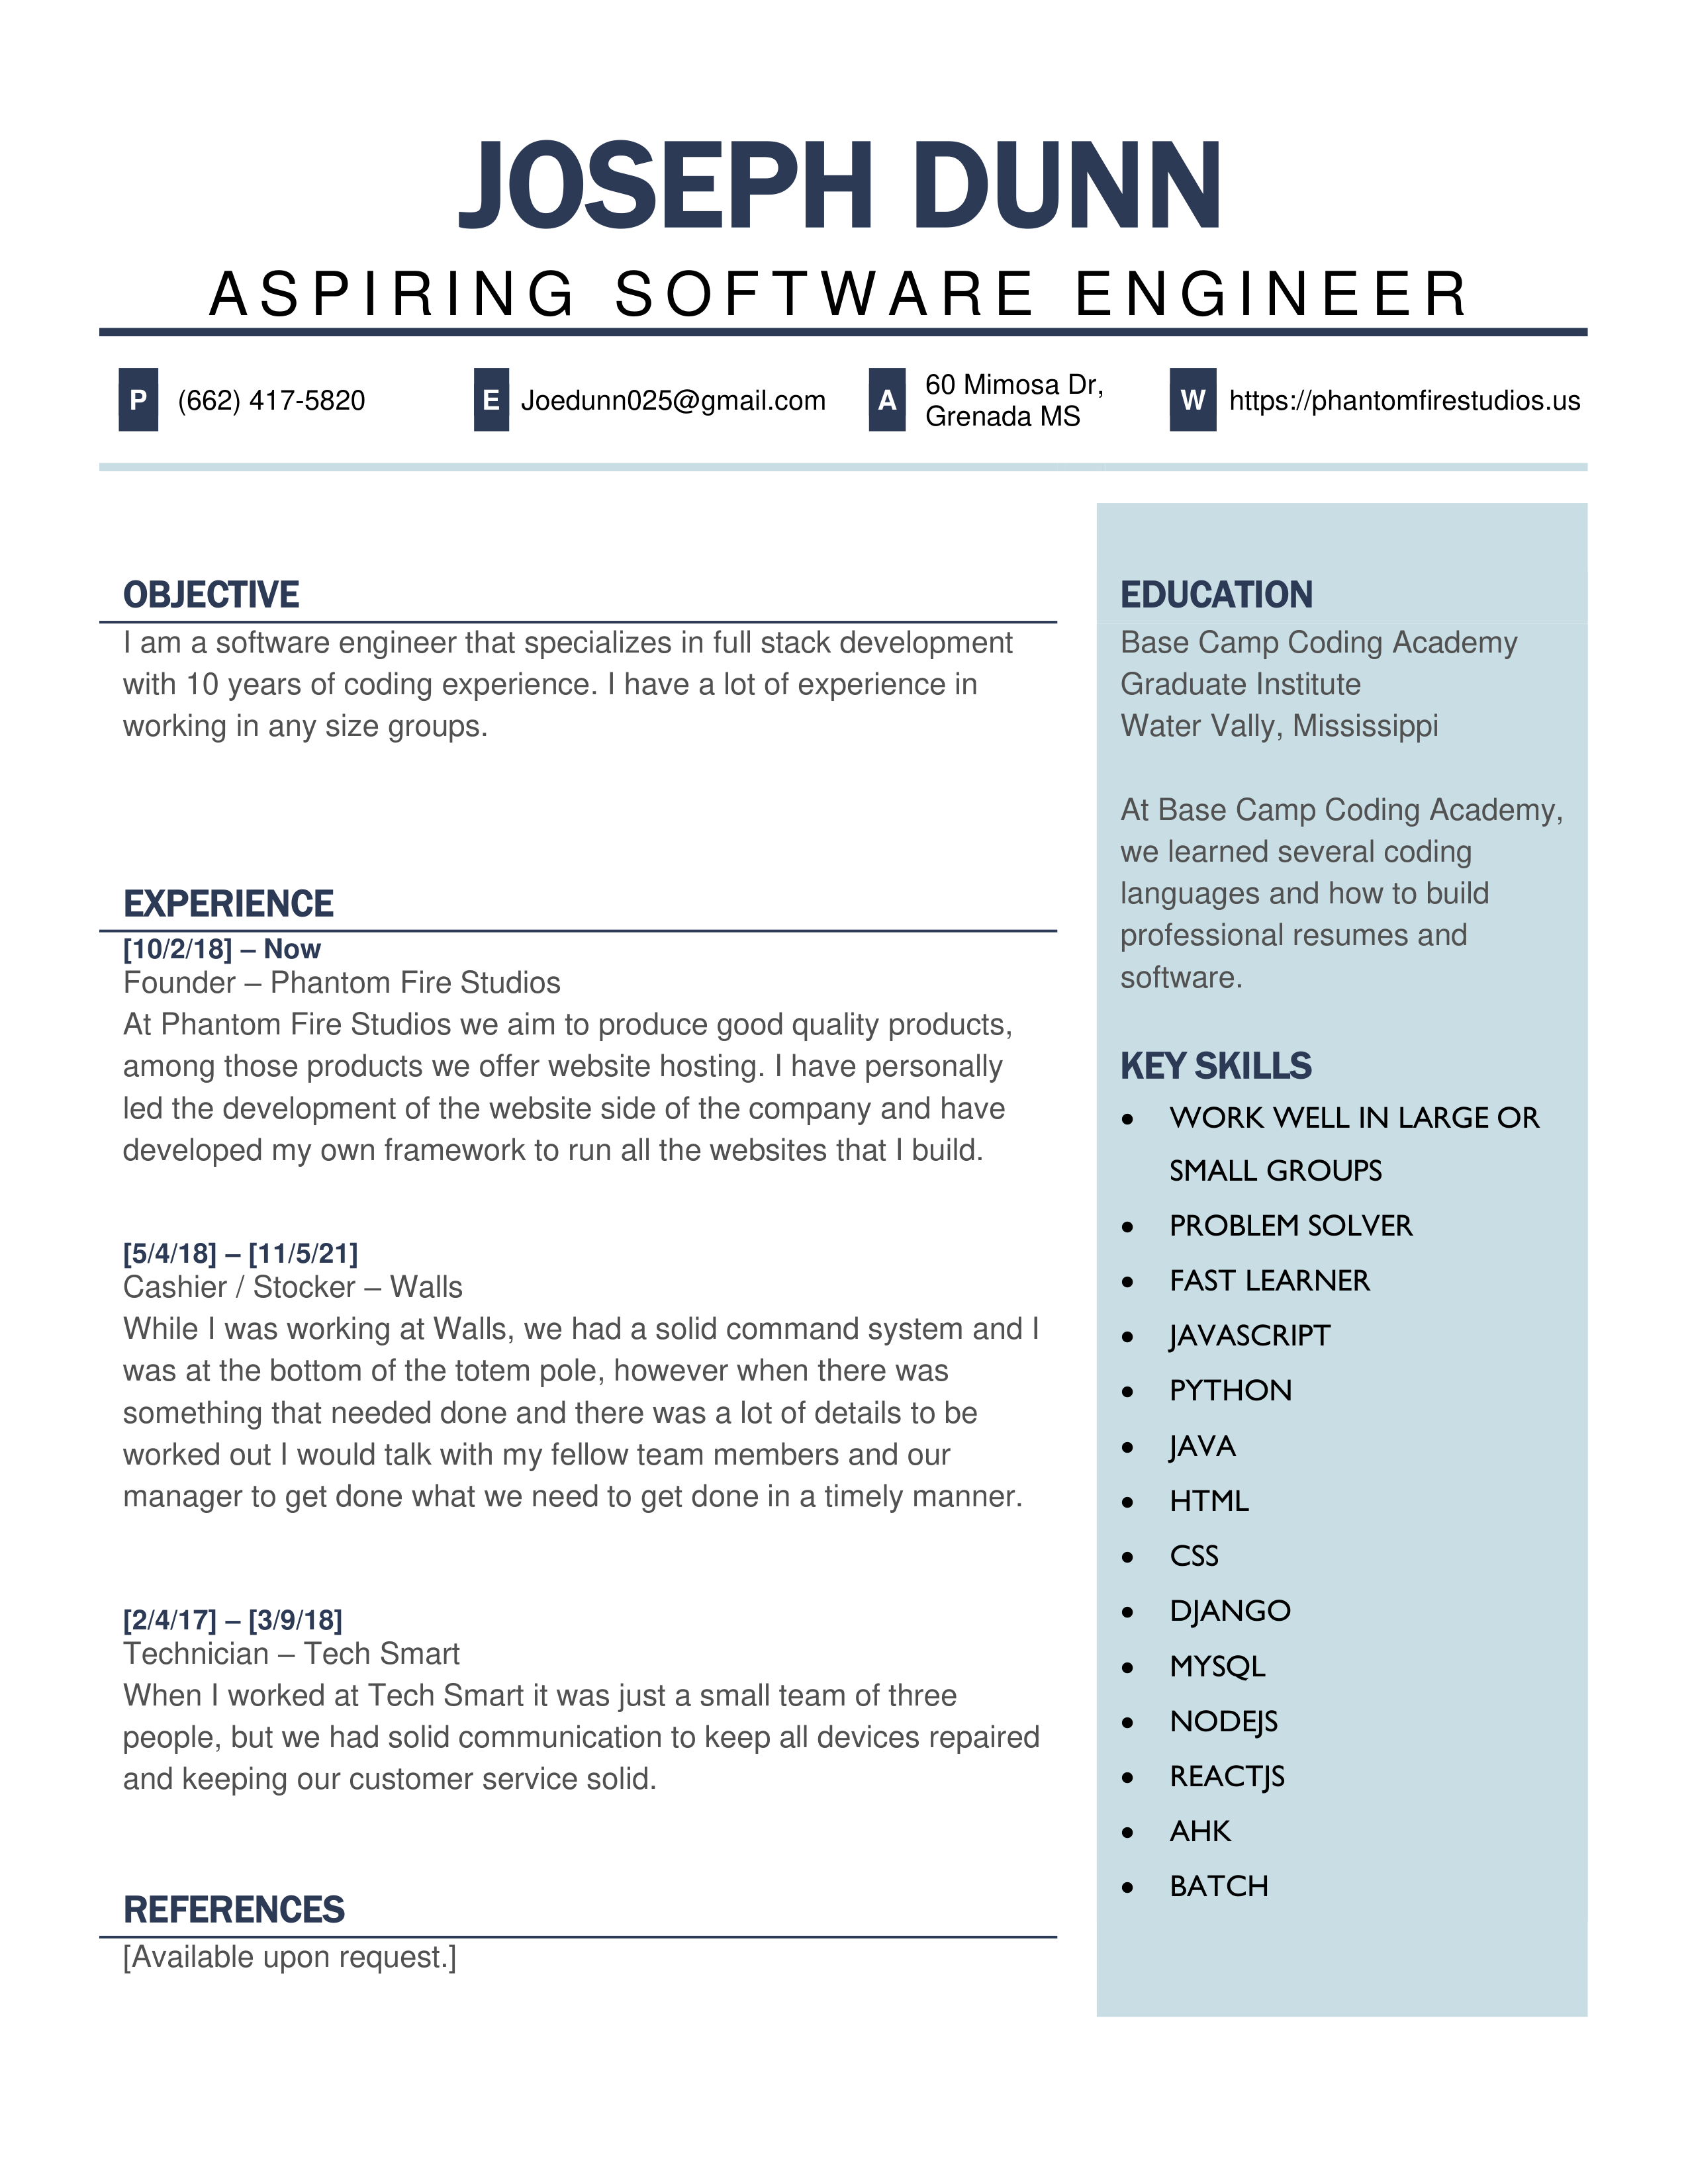 JOSEPH DUNN
ASPIRING SOFTWARE ENGINEER
P (662) 417-5820
E Joedunn025@gmail.com
A 60 Mimosa Dr,
Grenada MS
W https://phantomfirestudios.us
OBJECTIVE
I am a software engineer that specializes in full stack development
with 10 years of coding experience. I have a lot of experience in
working in any size groups.
EXPERIENCE
[10/2/18] – Now
Founder – Phantom Fire Studios
At Phantom Fire Studios we aim to produce good quality products,
among those products we offer website hosting. I have personally
led the development of the website side of the company and have
developed my own framework to run all the websites that I build.
[5/4/18] – [11/5/21]
Cashier / Stocker – Walls
While I was working at Walls, we had a solid command system and I
was at the bottom of the totem pole, however when there was
something that needed done and there was a lot of details to be
worked out I would talk with my fellow team members and our
manager to get done what we need to get done in a timely manner.
[2/4/17] – [3/9/18]
Technician – Tech Smart
When I worked at Tech Smart it was just a small team of three
people, but we had solid communication to keep all devices repaired
and keeping our customer service solid.
REFERENCES
[Available upon request.]
EDUCATION
Base Camp Coding Academy
Graduate Institute
Water Vally, Mississippi
At Base Camp Coding Academy,
we learned several coding
languages and how to build
professional resumes and
software.
KEY SKILLS
• WORK WELL IN LARGE OR
SMALL GROUPS
• PROBLEM SOLVER
• FAST LEARNER
• JAVASCRIPT
• PYTHON
• JAVA
• HTML
• CSS
• DJANGO
• MYSQL
• NODEJS
• REACTJS
• AHK
• BATCH